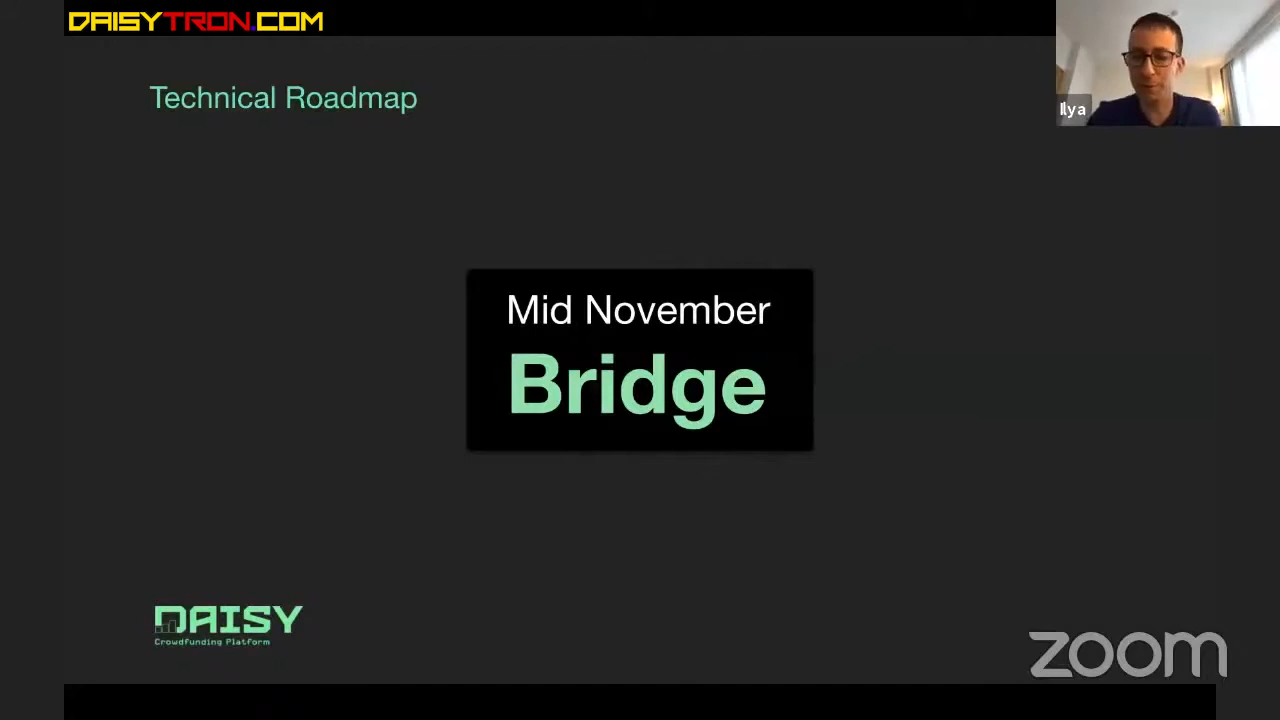 DAISYTRON.COM
Technical Roadmap
Ilya
Mid November
Bridge
DAISY
Crowdfunding Platform
zoom